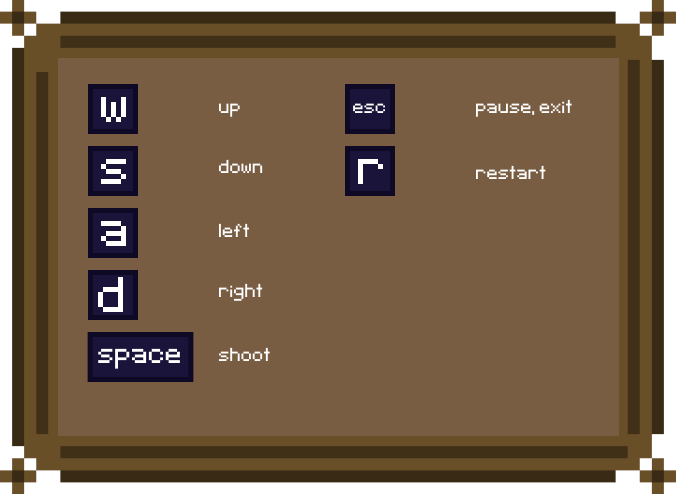 w up
s down
a left
d right
space shoot
esc pause, exit
r restart